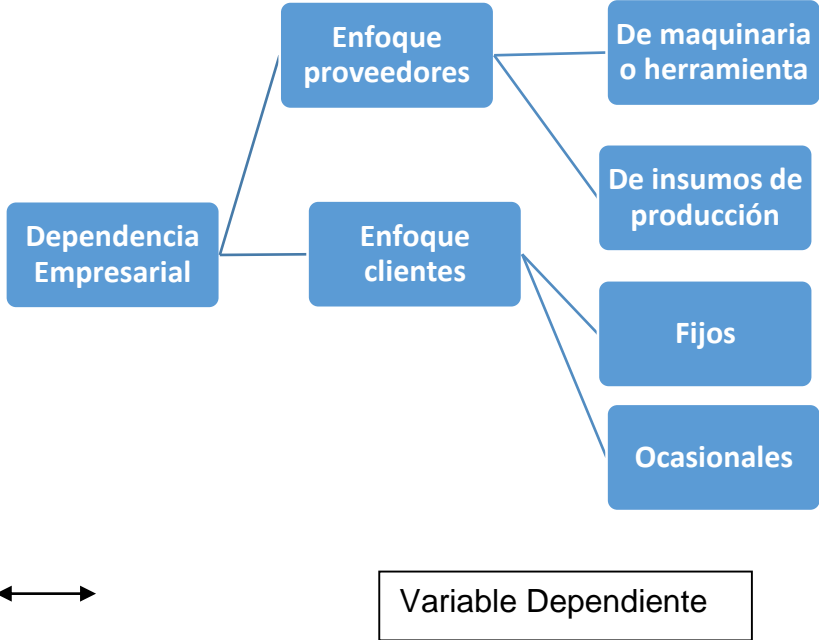 Enfoque
proveedores
De maquinaria
o herramienta
De insumos de
producción
Dependencia
Empresarial
Enfoque
clientes
Fijos
Ocasionales
Variable Dependiente